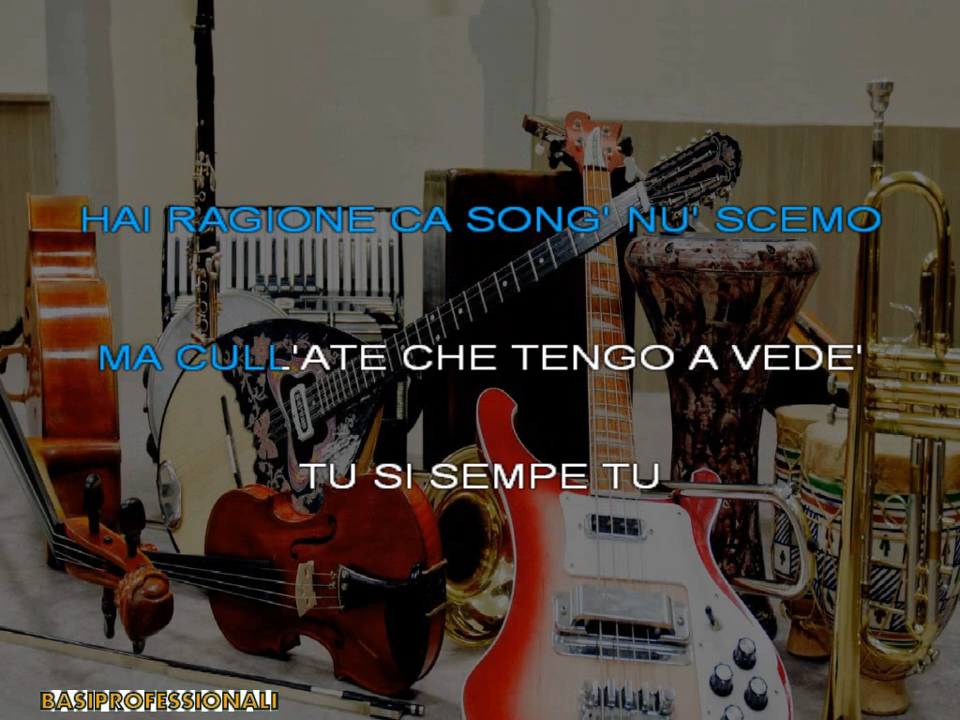 HAI RAGIONE CA SONG' NU' SCEMO
MA CULL'ATE CHE TENGO A VEDE'
TU SI SEMPE TU
BASIPROFESSIONALI